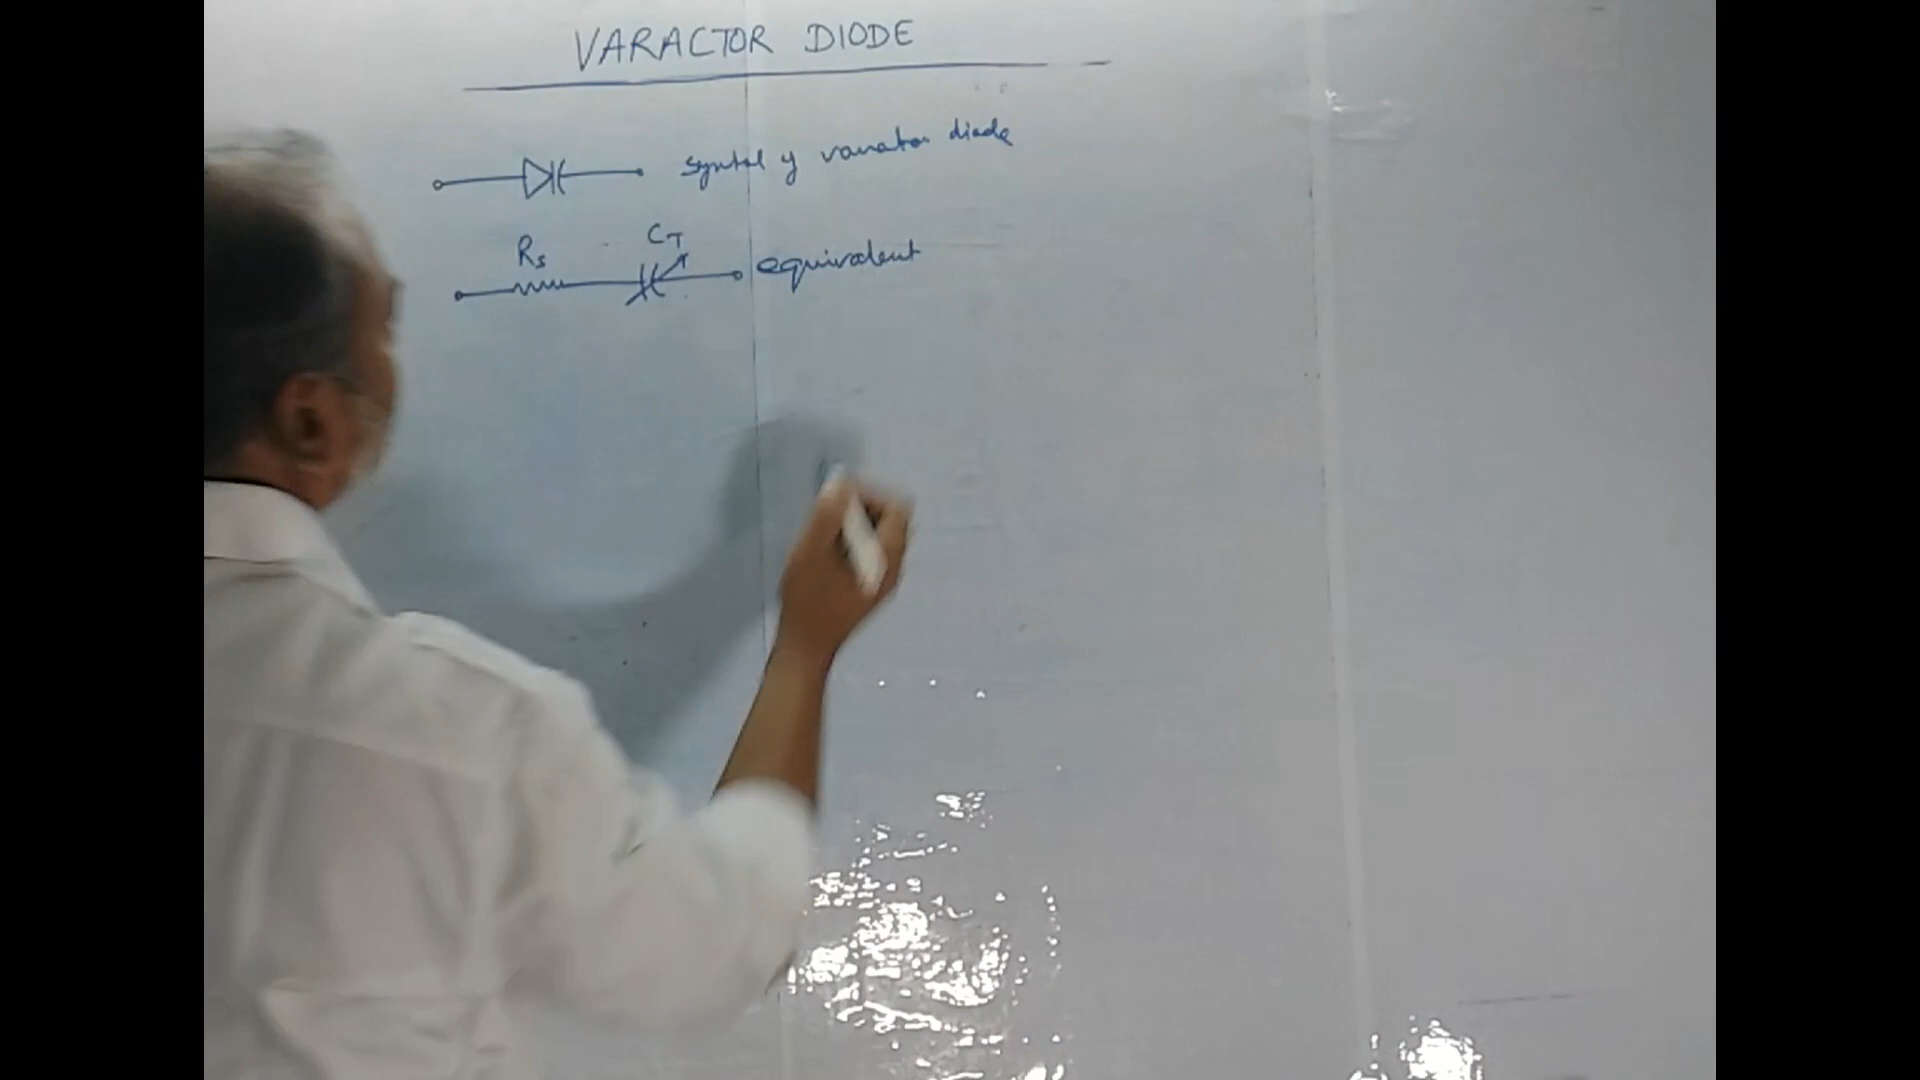 VARACTOR DIODE
symbol of varactor diode
Rs
CT
equivalent